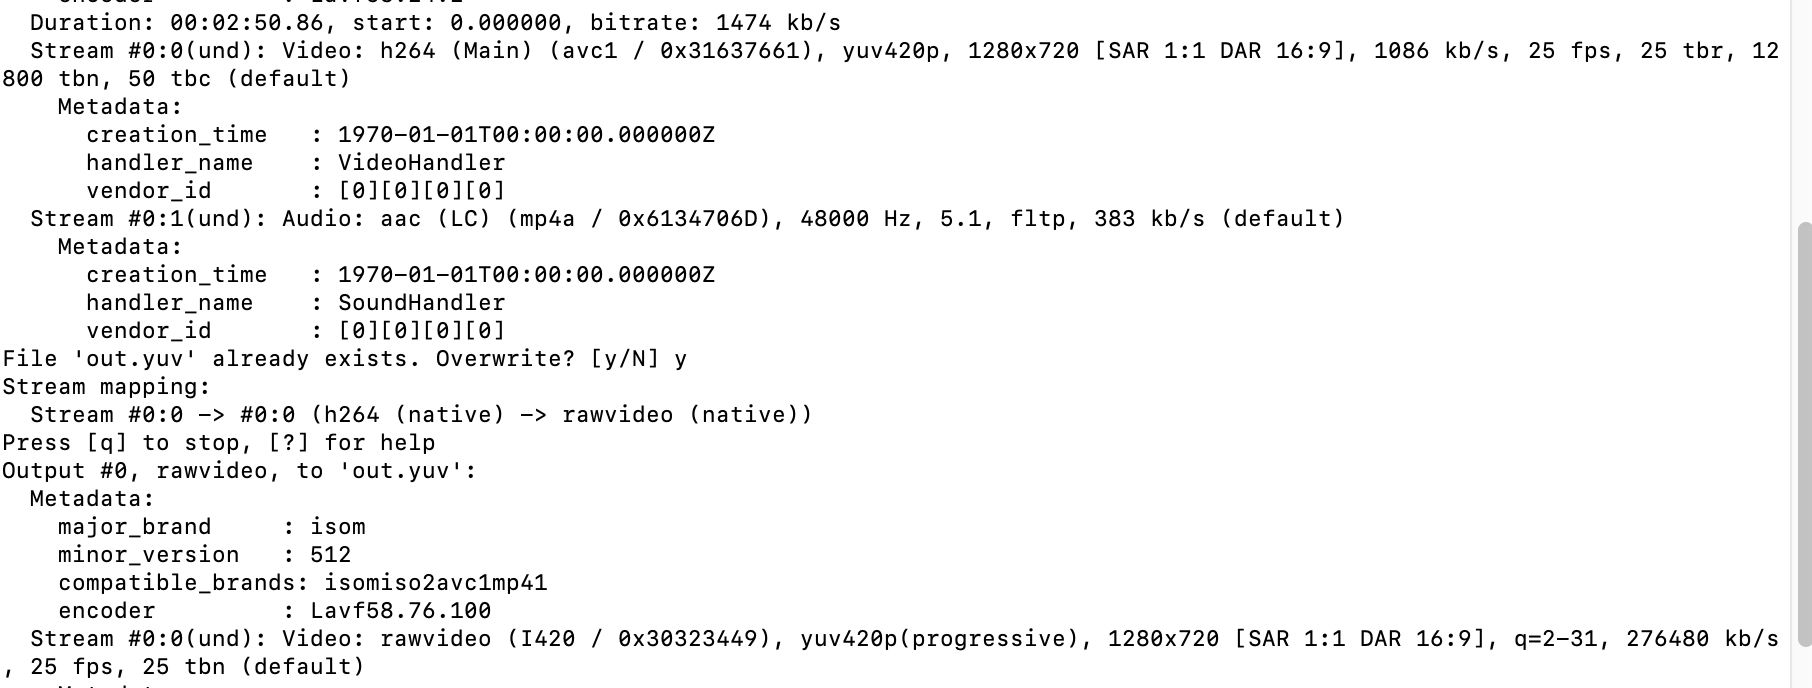 Duration: 00:02:50.86, start: 0.000000, bitrate: 1474 kb/s
Stream #0:0(und): Video: h264 (Main) (avc1 / 0x31637661), yuv420p, 1280x720 [SAR 1:1 DAR 16:9], 1086 kb/s, 25 fps, 25 tbr, 12
800 tbn, 50 tbc (default)
Metadata:
creation_time   : 1970-01-01T00:00:00.000000Z
handler_name    : VideoHandler
vendor_id       : [0][0][0][0]
Stream #0:1(und): Audio: aac (LC) (mp4a / 0x6134706D), 48000 Hz, 5.1, fltp, 383 kb/s (default)
Metadata:
creation_time   : 1970-01-01T00:00:00.000000Z
handler_name    : SoundHandler
vendor_id       : [0][0][0][0]
File 'out.yuv' already exists. Overwrite? [y/N] y
Stream mapping:
Stream #0:0 -> #0:0 (h264 (native) -> rawvideo (native))
Press [q] to stop, [?] for help
Output #0, rawvideo, to 'out.yuv':
Metadata:
major_brand     : isom
minor_version   : 512
compatible_brands: isomiso2avc1mp41
encoder         : Lavf58.76.100
Stream #0:0(und): Video: rawvideo (I420 / 0x30323449), yuv420p(progressive), 1280x720 [SAR 1:1 DAR 16:9], q=2-31, 276480 kb/s
, 25 fps, 25 tbn (default)